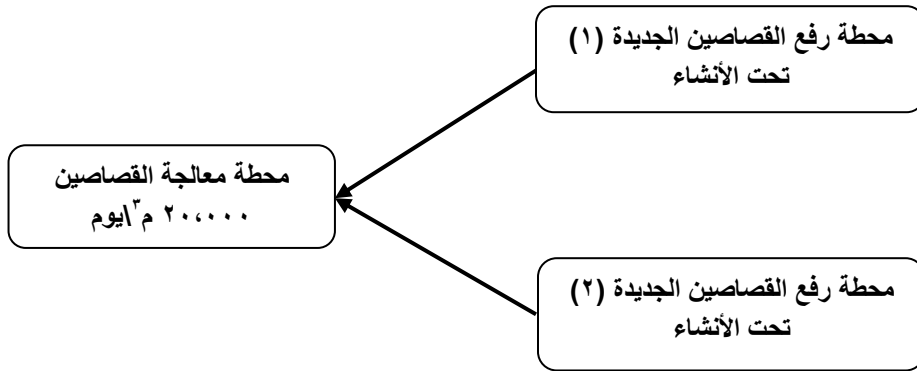 محطة رفع القصاصين الجديدة (١)
تحت الأنشاء
محطة معالجة القصاصين
٢٠،٠٠٠ م٣\يوم
محطة رفع القصاصين الجديدة (٢)
تحت الأنشاء